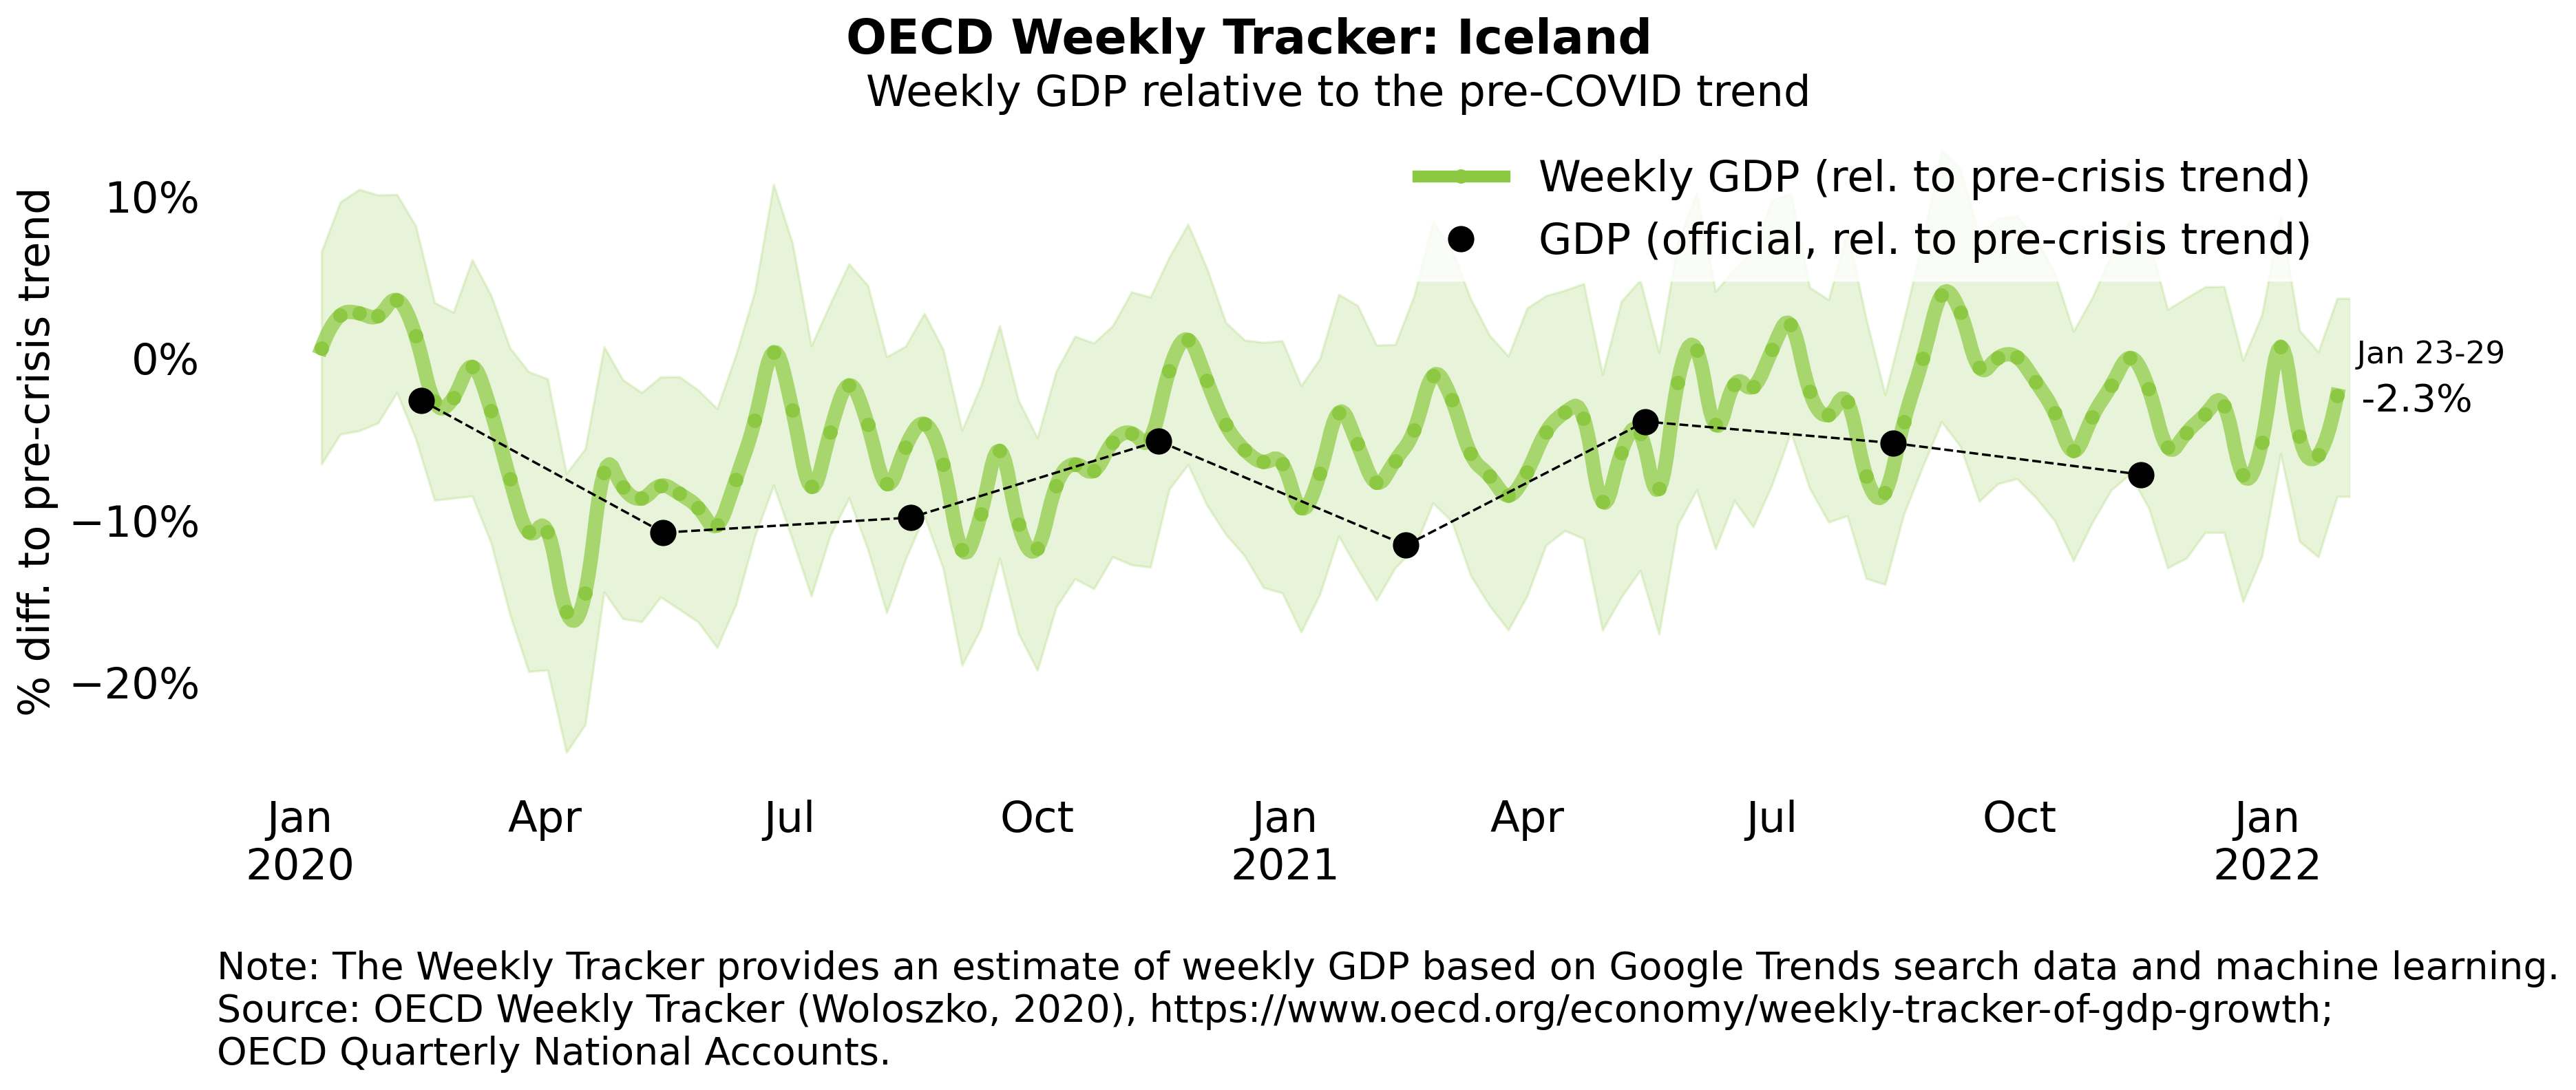 OECD Weekly Tracker: Iceland
Weekly GDP relative to the pre-COVID trend
Weekly GDP (rel. to pre-crisis trend)
GDP (official, rel. to pre-crisis trend)
% diff. to pre-crisis trend
10%
0%
−10%
−20%
Jan 23-29
-2.3%
Jan Apr Jul Oct Jan Apr Jul Oct Jan
2020 2021 2022
Note: The Weekly Tracker provides an estimate of weekly GDP based on Google Trends search data and machine learning.
Source: OECD Weekly Tracker (Woloszko, 2020), https://www.oecd.org/economy/weekly-tracker-of-gdp-growth;
OECD Quarterly National Accounts.